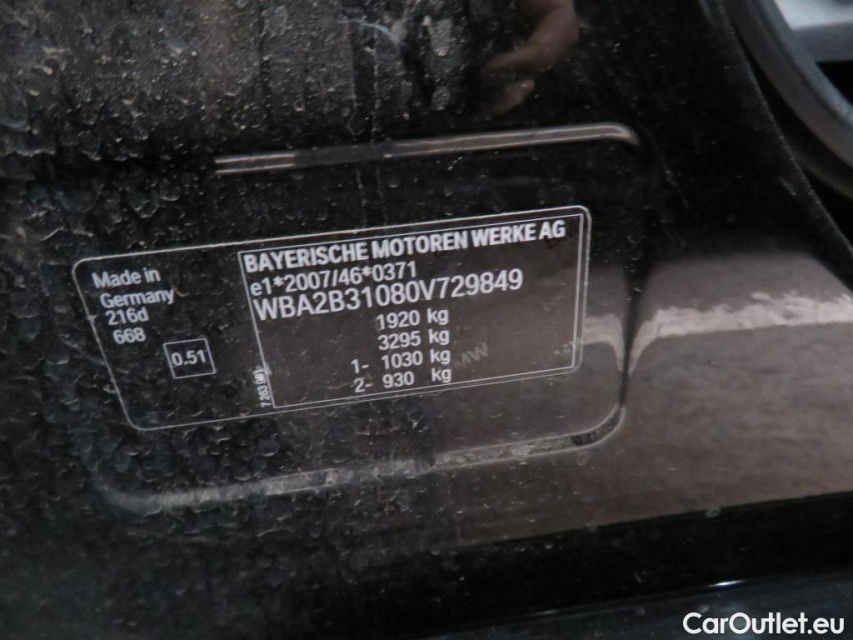 Made in
Germany
216d
668
0.51
BAYERISCHE MOTOREN WERKE AG
e1*2007/46*0371
WBA2B31080V729849
1920 kg
3295 kg
1- 1030 kg
2- 930 kg
CarOutlet.eu